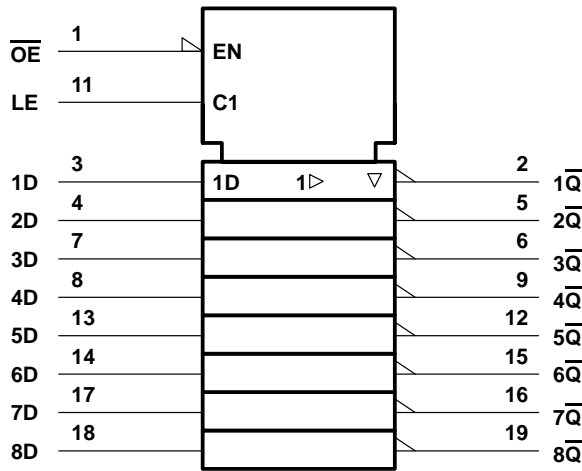 O̅E̅ 1 EN
LE 11 C1
1D 3 1D 1▷ ▽ 2 1Q̅
2D 4 5 2Q̅
3D 7 6 3Q̅
4D 8 9 4Q̅
5D 13 12 5Q̅
6D 14 15 6Q̅
7D 17 16 7Q̅
8D 18 19 8Q̅